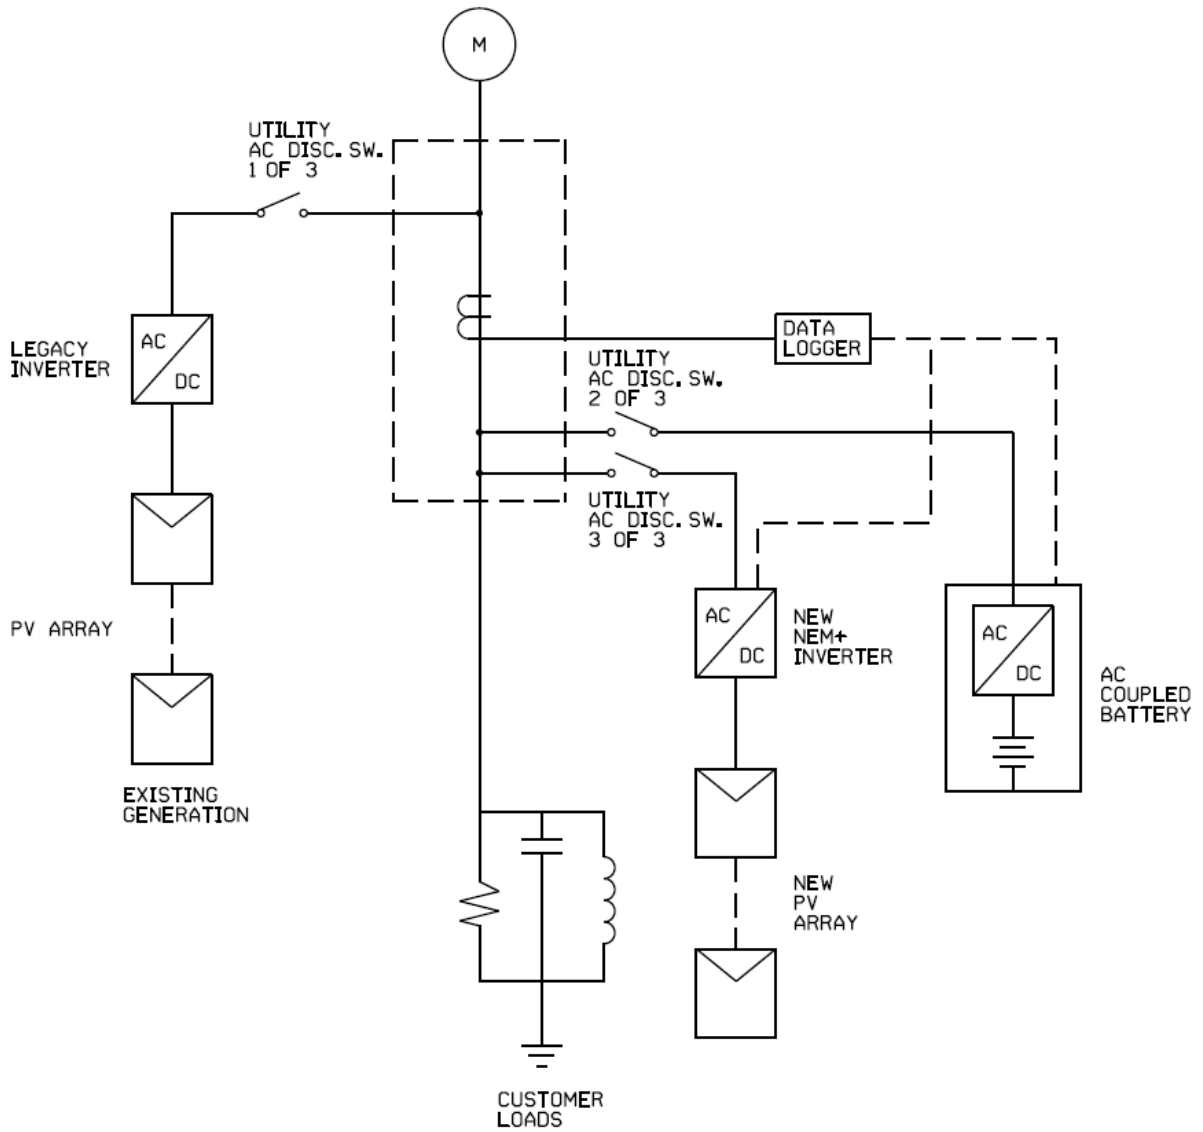 M
UTILITY
AC DISC. SW.
1 OF 3
AC
DC
LEGACY
INVERTER
DATA
LOGGER
UTILITY
AC DISC. SW.
2 OF 3
UTILITY
AC DISC. SW.
3 OF 3
PV ARRAY
EXISTING
GENERATION
AC
DC
NEW
NEM+
INVERTER
AC
DC
AC
COUPLED
BATTERY
NEW
PV
ARRAY
CUSTOMER
LOADS